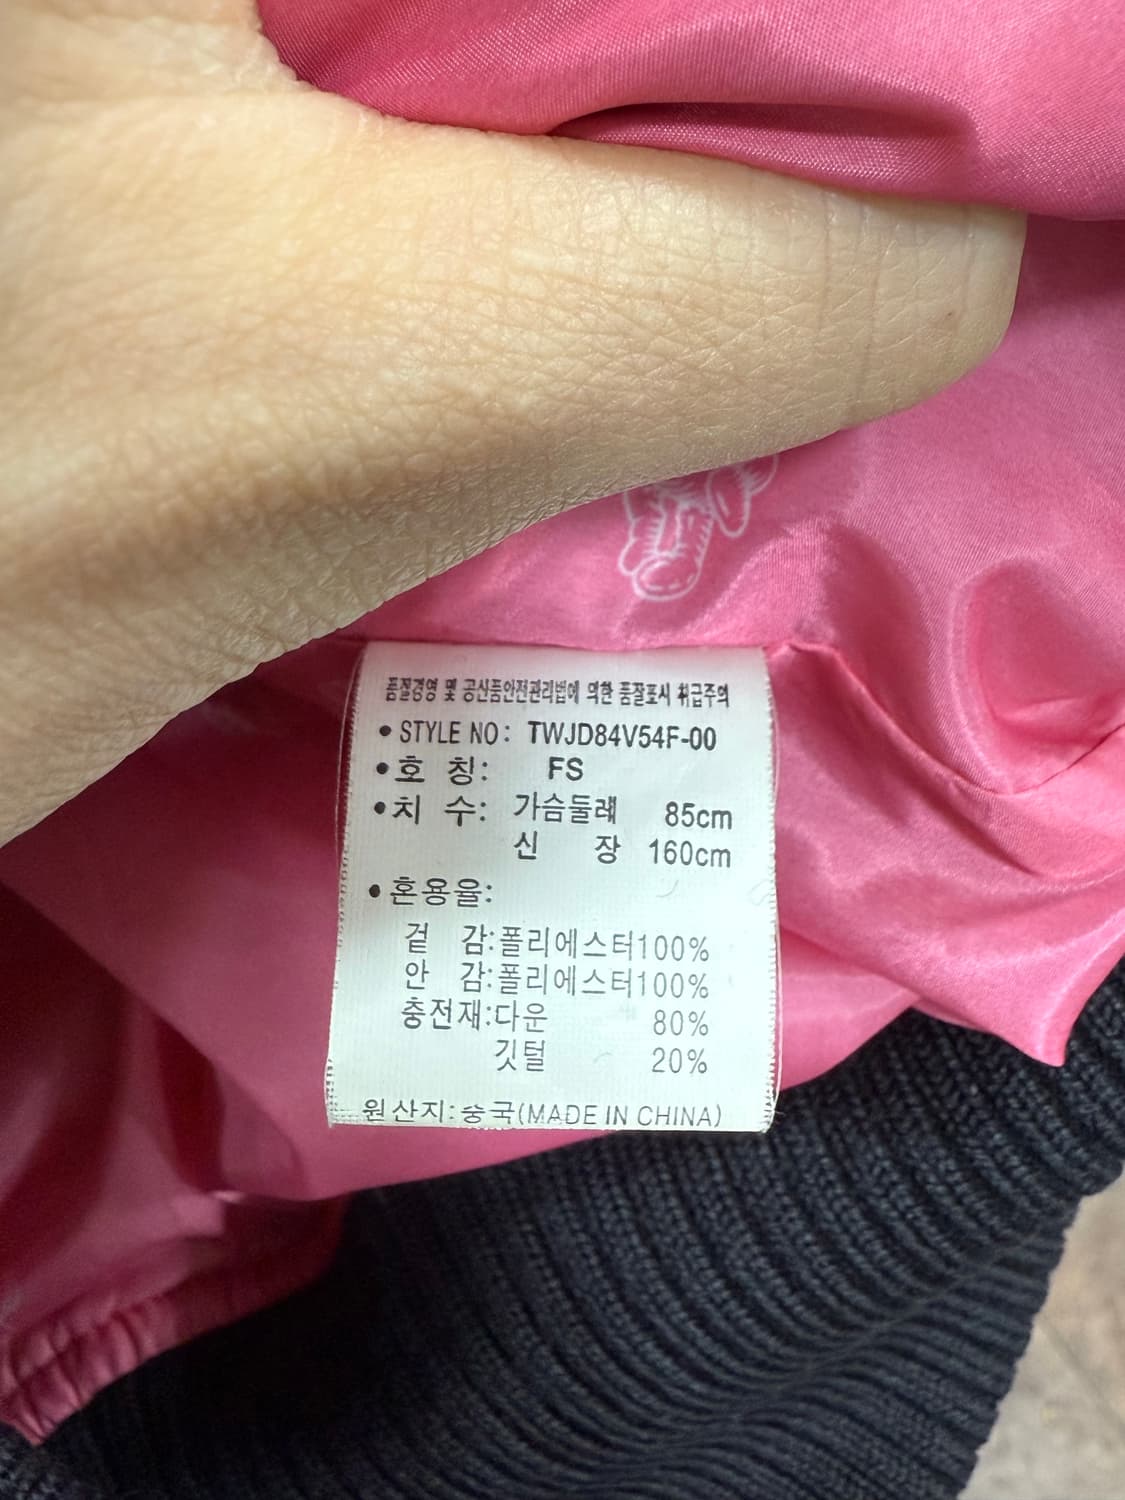 품질경영 및 공산품안전관리법에 의한 품질표시 취급주의
• STYLE NO: TWJD84V54F-00
• 호 칭: FS
• 치 수: 가슴둘레 85cm
신 장 160cm
• 혼용율:
겉 감:폴리에스터100%
안 감:폴리에스터100%
충전재:다운 80%
깃털 20%
원산지:중국(MADE IN CHINA)